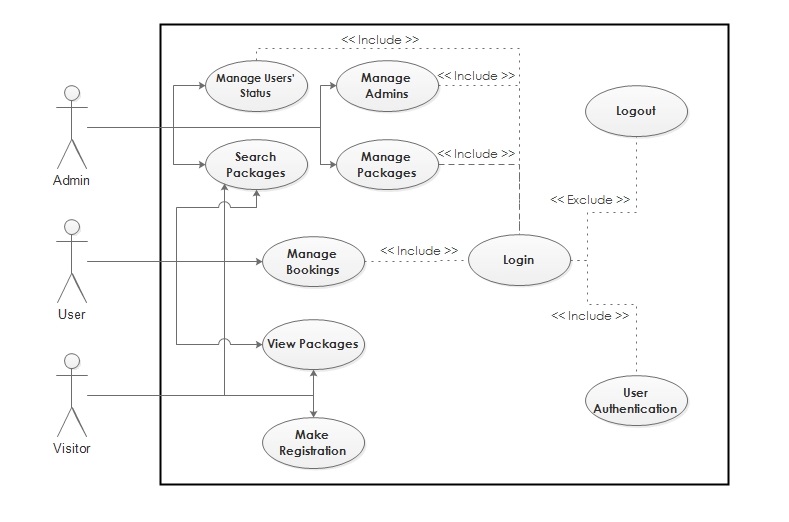 << Include >>
Manage Users'
Status
Manage
Admins
<< Include >>
Logout
Admin
Search
Packages
Manage
Packages
<< Include >>
<< Exclude >>
User
Manage
Bookings
<< Include >>
Login
<< Include >>
View Packages
Visitor
Make
Registration
User
Authentication